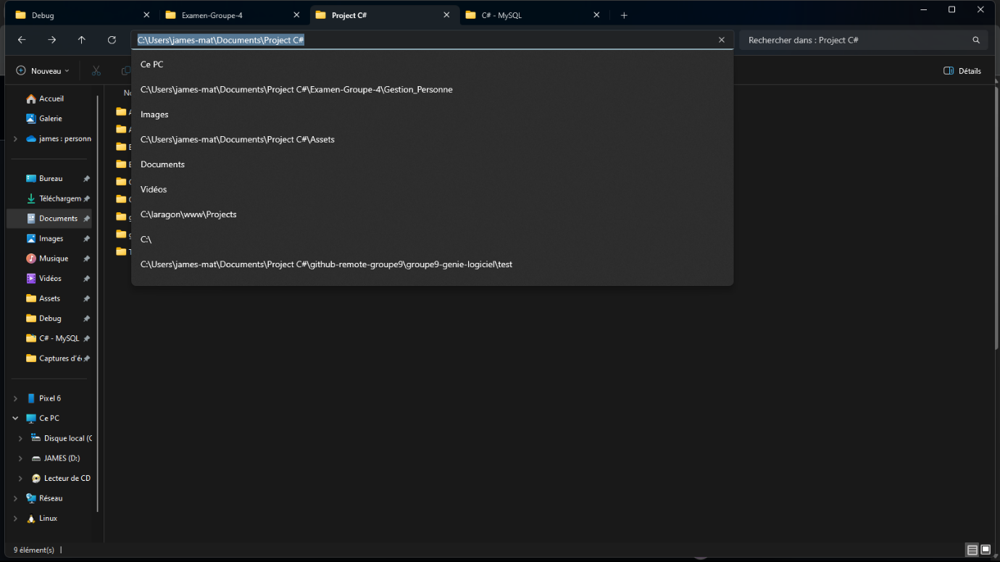 Debug
Examen-Groupe-4
Project C#
C# - MySQL
C:\Users\james-mat\Documents\Project C#
Rechercher dans : Project C#
Nouveau
Détails
Ce PC
C:\Users\james-mat\Documents\Project C#\Examen-Groupe-4\Gestion_Personne
Images
C:\Users\james-mat\Documents\Project C#\Assets
Documents
Vidéos
C:\laragon\www\Projects
C:\
C:\Users\james-mat\Documents\Project C#\github-remote-groupe9\groupe9-genie-logiciel\test
Accueil
Galerie
james : personn
Bureau
Téléchargem
Documents
Images
Musique
Vidéos
Assets
Debug
C# - MySQL
Captures d'é
Pixel 6
Ce PC
Disque local (C
JAMES (D:)
Lecteur de CD
Réseau
Linux
9 élément(s)